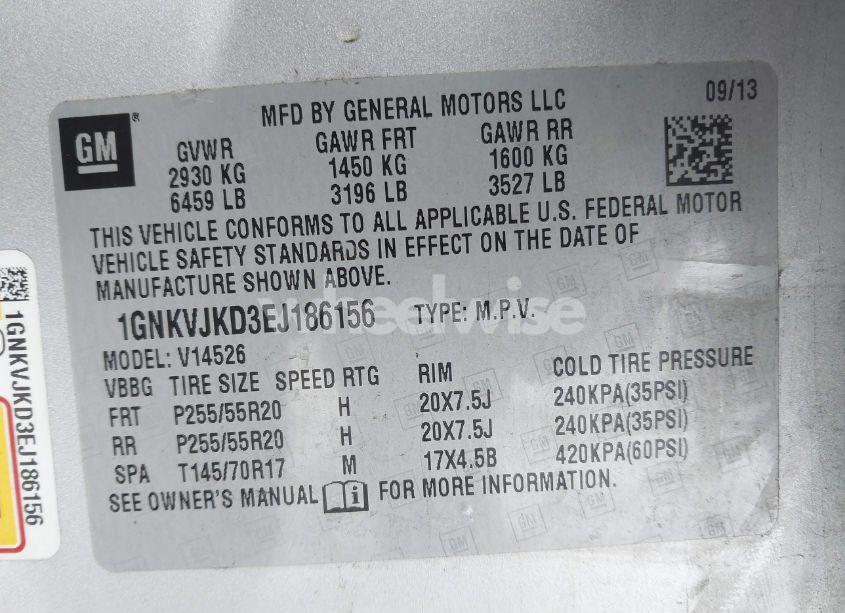 MFD BY GENERAL MOTORS LLC 09/13
GM
GVWR GAWR FRT GAWR RR
2930 KG 1450 KG 1600 KG
6459 LB 3196 LB 3527 LB
THIS VEHICLE CONFORMS TO ALL APPLICABLE U.S. FEDERAL MOTOR
VEHICLE SAFETY STANDARDS IN EFFECT ON THE DATE OF
MANUFACTURE SHOWN ABOVE.
1GNKVJKD3EJ186156 TYPE: M.P.V.
MODEL: V14526
VBBG TIRE SIZE SPEED RTG RIM COLD TIRE PRESSURE
FRT P255/55R20 H 20X7.5J 240KPA(35PSI)
RR P255/55R20 H 20X7.5J 240KPA(35PSI)
SPA T145/70R17 M 17X4.5B 420KPA(60PSI)
SEE OWNER'S MANUAL i FOR MORE INFORMATION.
1GNKVJKD3EJ186156